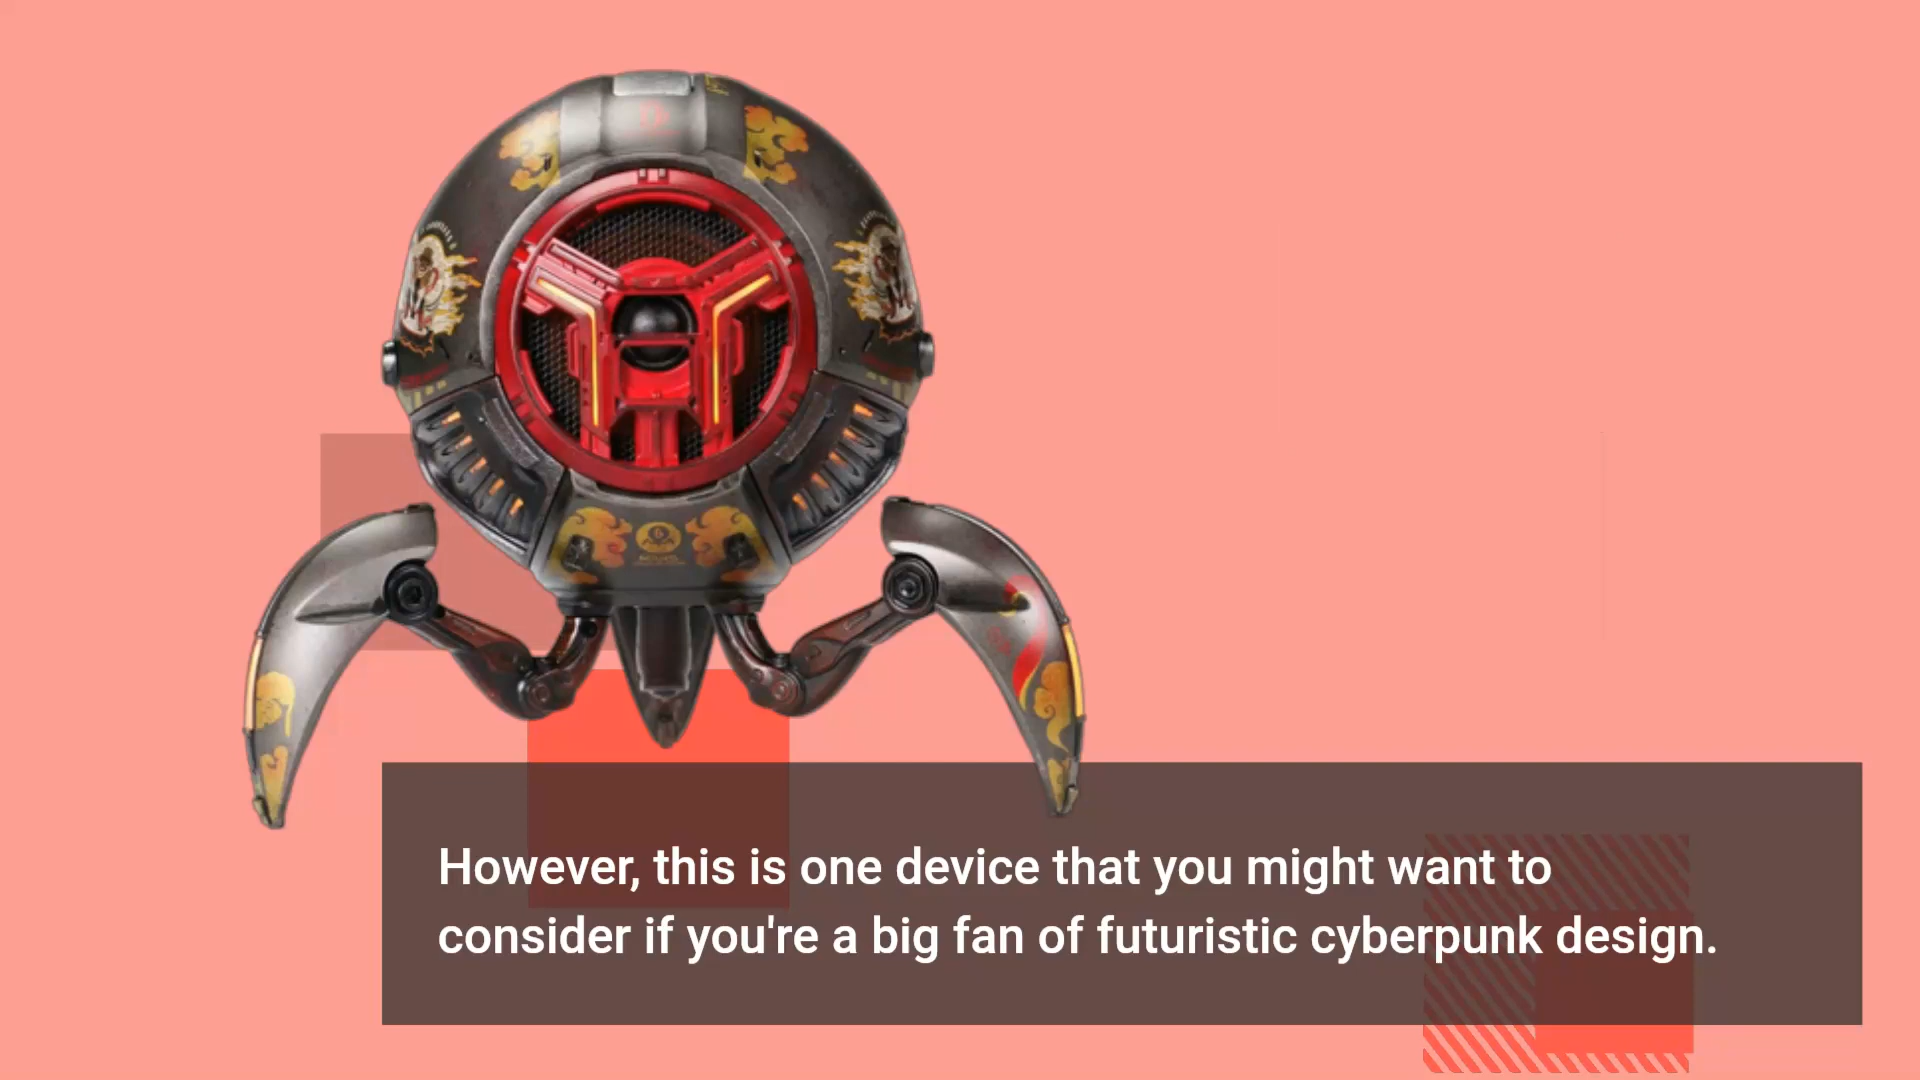 However, this is one device that you might want to
consider if you're a big fan of futuristic cyberpunk design.